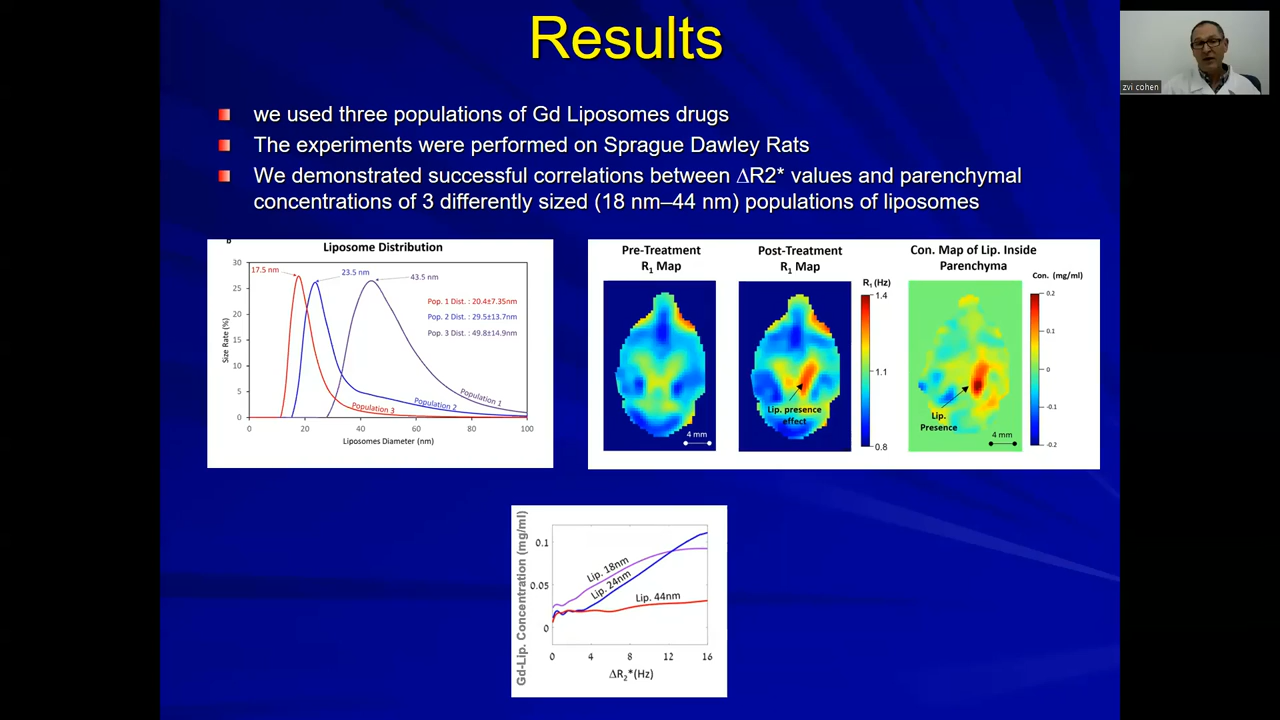 Results
we used three populations of Gd Liposomes drugs
The experiments were performed on Sprague Dawley Rats
We demonstrated successful correlations between ∆R2* values and parenchymal
concentrations of 3 differently sized (18 nm–44 nm) populations of liposomes
zvi cohen
b
Liposome Distribution
17.5 nm
23.5 nm
43.5 nm
Pop. 1 Dist. : 20.4±7.35nm
Pop. 2 Dist. : 29.5±13.7nm
Pop. 3 Dist. : 49.8±14.9nm
Size Rate (%)
30
25
20
15
10
5
0
Population 3
Population 2
Population 1
0 20 40 60 80 100
Liposomes Diameter (nm)
Pre-Treatment
R1 Map
4 mm
Post-Treatment
R1 Map
Lip. presence
effect
4 mm
R1 (Hz)
1.4
1.1
0.8
Con. Map of Lip. Inside
Parenchyma
Lip.
Presence
4 mm
Con. (mg/ml)
0.2
0.1
0
-0.1
-0.2
Gd-Lip. Concentration (mg/ml)
0.1
0.05
0
Lip. 18nm
Lip. 24nm
Lip. 44nm
0 4 8 12 16
∆R2*(Hz)